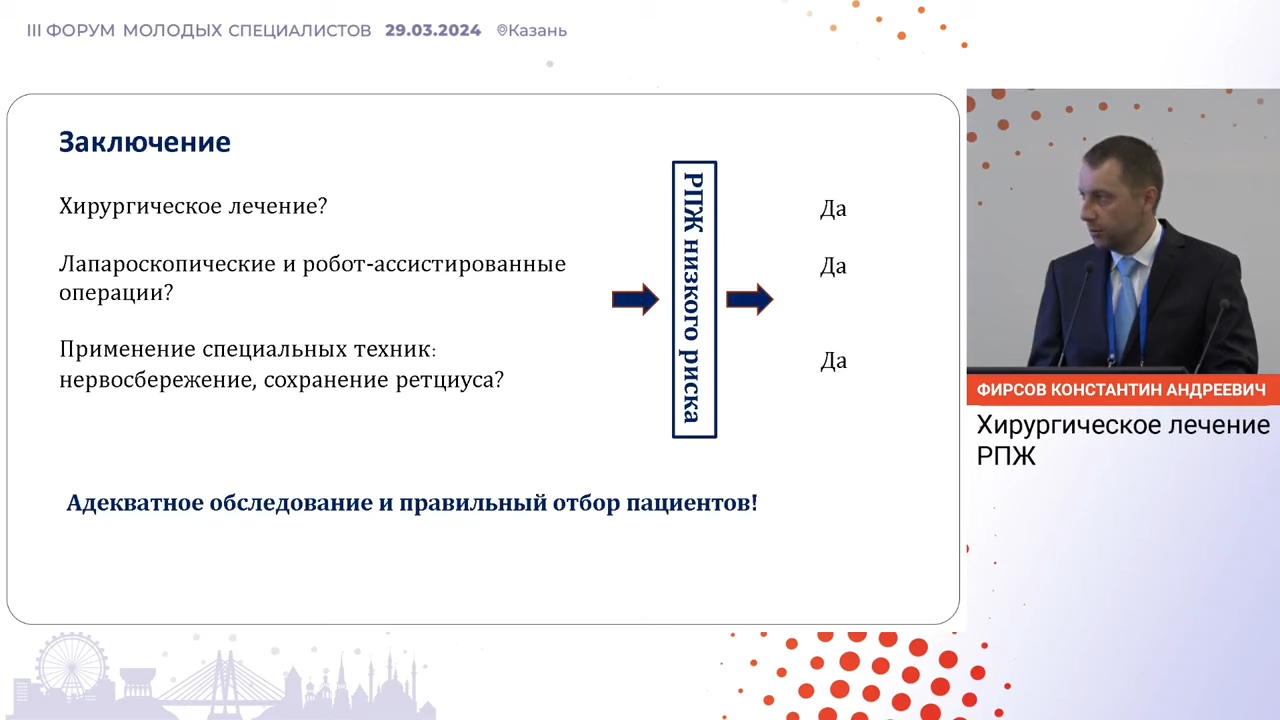 III ФОРУМ МОЛОДЫХ СПЕЦИАЛИСТОВ 29.03.2024 Казань
Заключение
Хирургическое лечение?
Да
Лапароскопические и робот-ассистированные
операции?
Да
Применение специальных техник:
нервосбережение, сохранение ретциуса?
Да
РПЖ низкого риска
Адекватное обследование и правильный отбор пациентов!
ФИРСОВ КОНСТАНТИН АНДРЕЕВИЧ
Хирургическое лечение
РПЖ